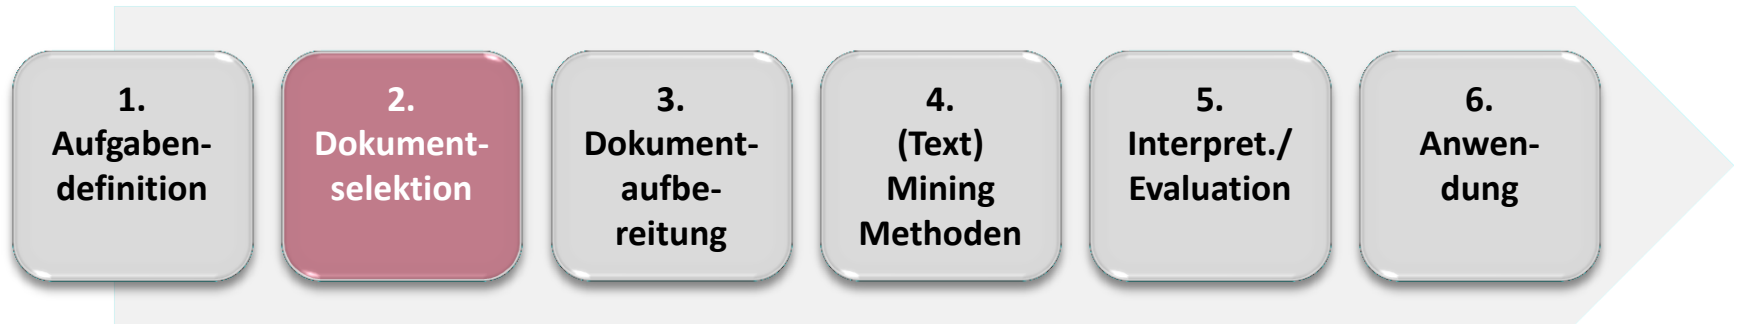 1.
Aufgaben-
definition
2.
Dokument-
selektion
3.
Dokument-
aufbe-
reitung
4.
(Text)
Mining
Methoden
5.
Interpret./
Evaluation
6.
Anwen-
dung